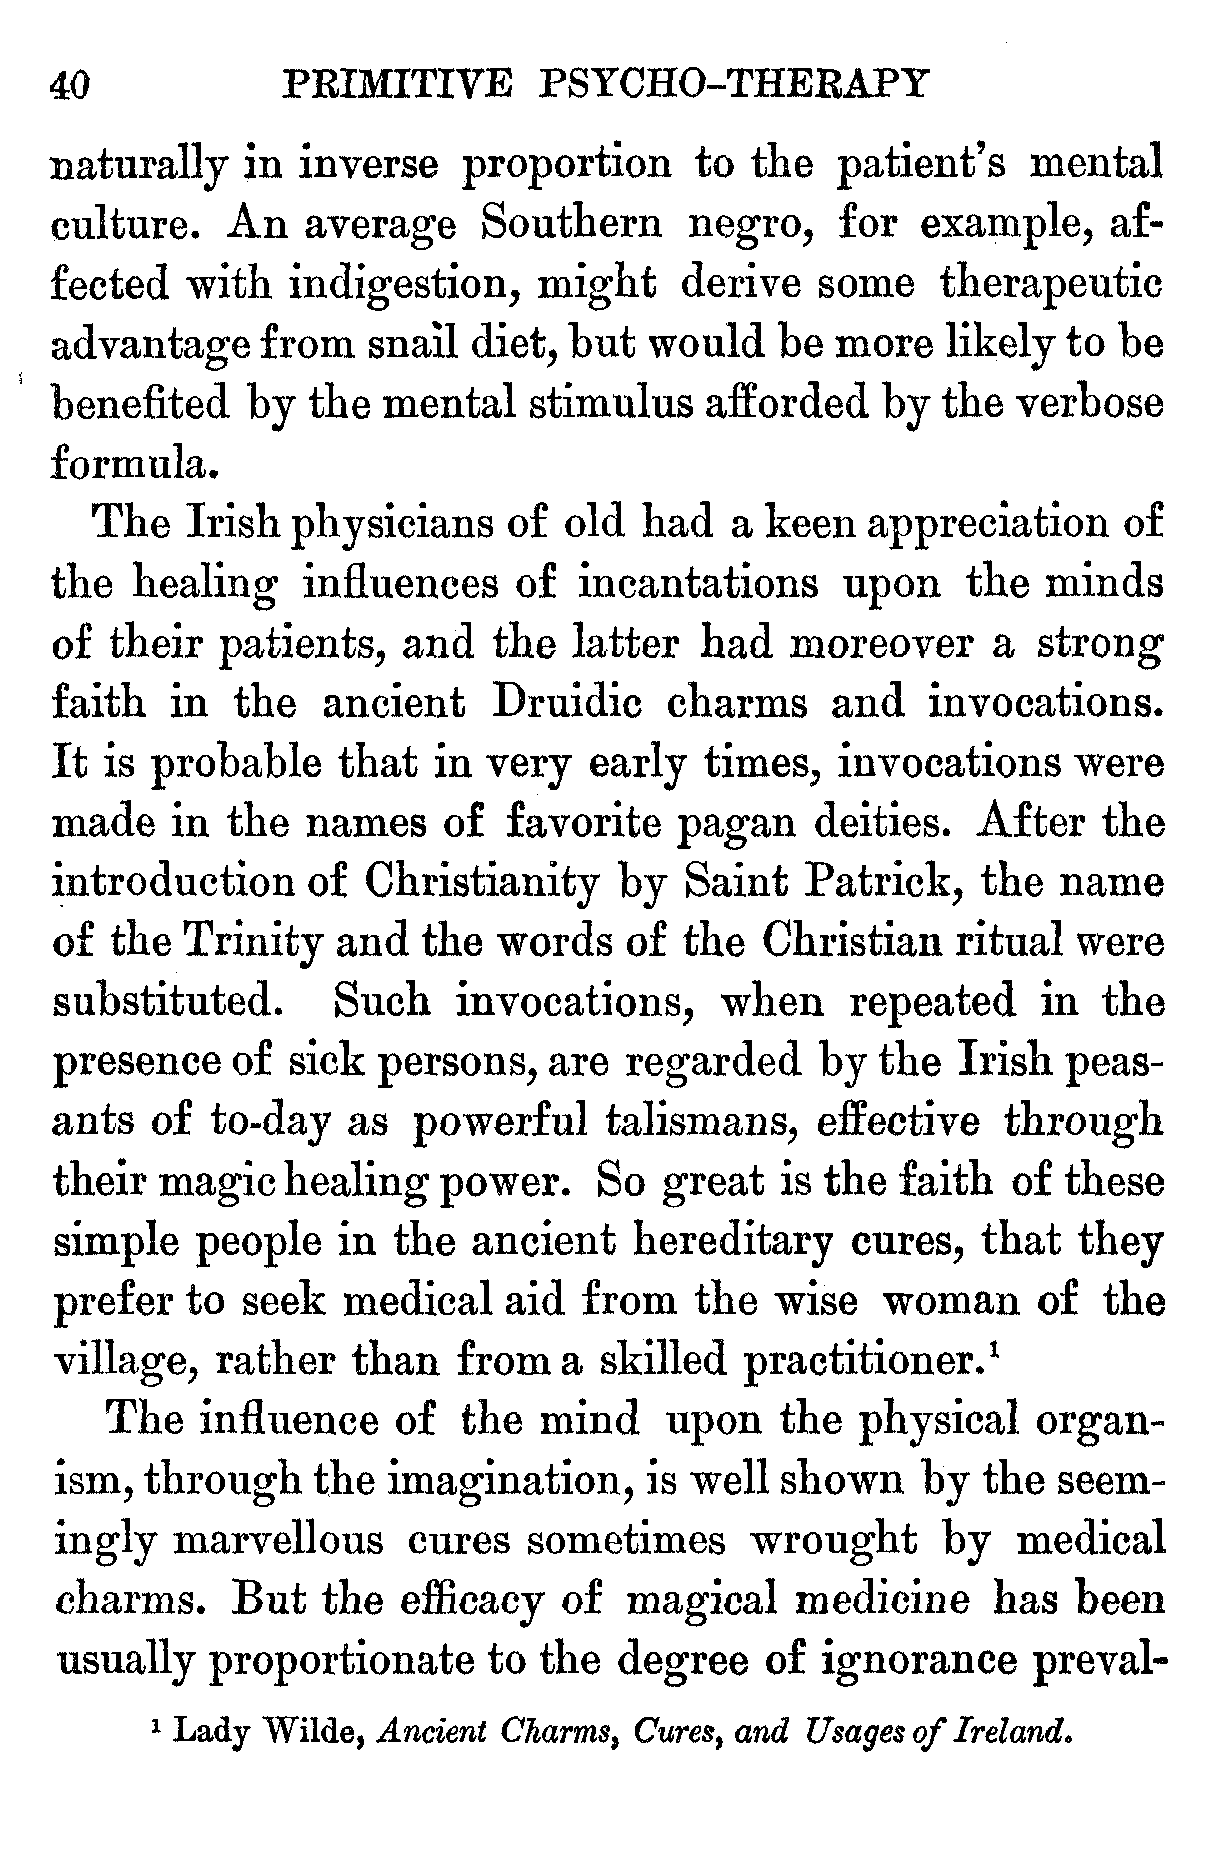 40 PRIMITIVE PSYCHO-THERAPY
naturally in inverse proportion to the patient's mental
culture. An average Southern negro, for example, af-
fected with indigestion, might derive some therapeutic
advantage from snail diet, but would be more likely to be
benefited by the mental stimulus afforded by the verbose
formula.
The Irish physicians of old had a keen appreciation of
the healing influences of incantations upon the minds
of their patients, and the latter had moreover a strong
faith in the ancient Druidic charms and invocations.
It is probable that in very early times, invocations were
made in the names of favorite pagan deities. After the
introduction of Christianity by Saint Patrick, the name
of the Trinity and the words of the Christian ritual were
substituted. Such invocations, when repeated in the
presence of sick persons, are regarded by the Irish peas-
ants of to-day as powerful talismans, effective through
their magic healing power. So great is the faith of these
simple people in the ancient hereditary cures, that they
prefer to seek medical aid from the wise woman of the
village, rather than from a skilled practitioner.¹
The influence of the mind upon the physical organ-
ism, through the imagination, is well shown by the seem-
ingly marvellous cures sometimes wrought by medical
charms. But the efficacy of magical medicine has been
usually proportionate to the degree of ignorance preval-
¹ Lady Wilde, Ancient Charms, Cures, and Usages of Ireland.